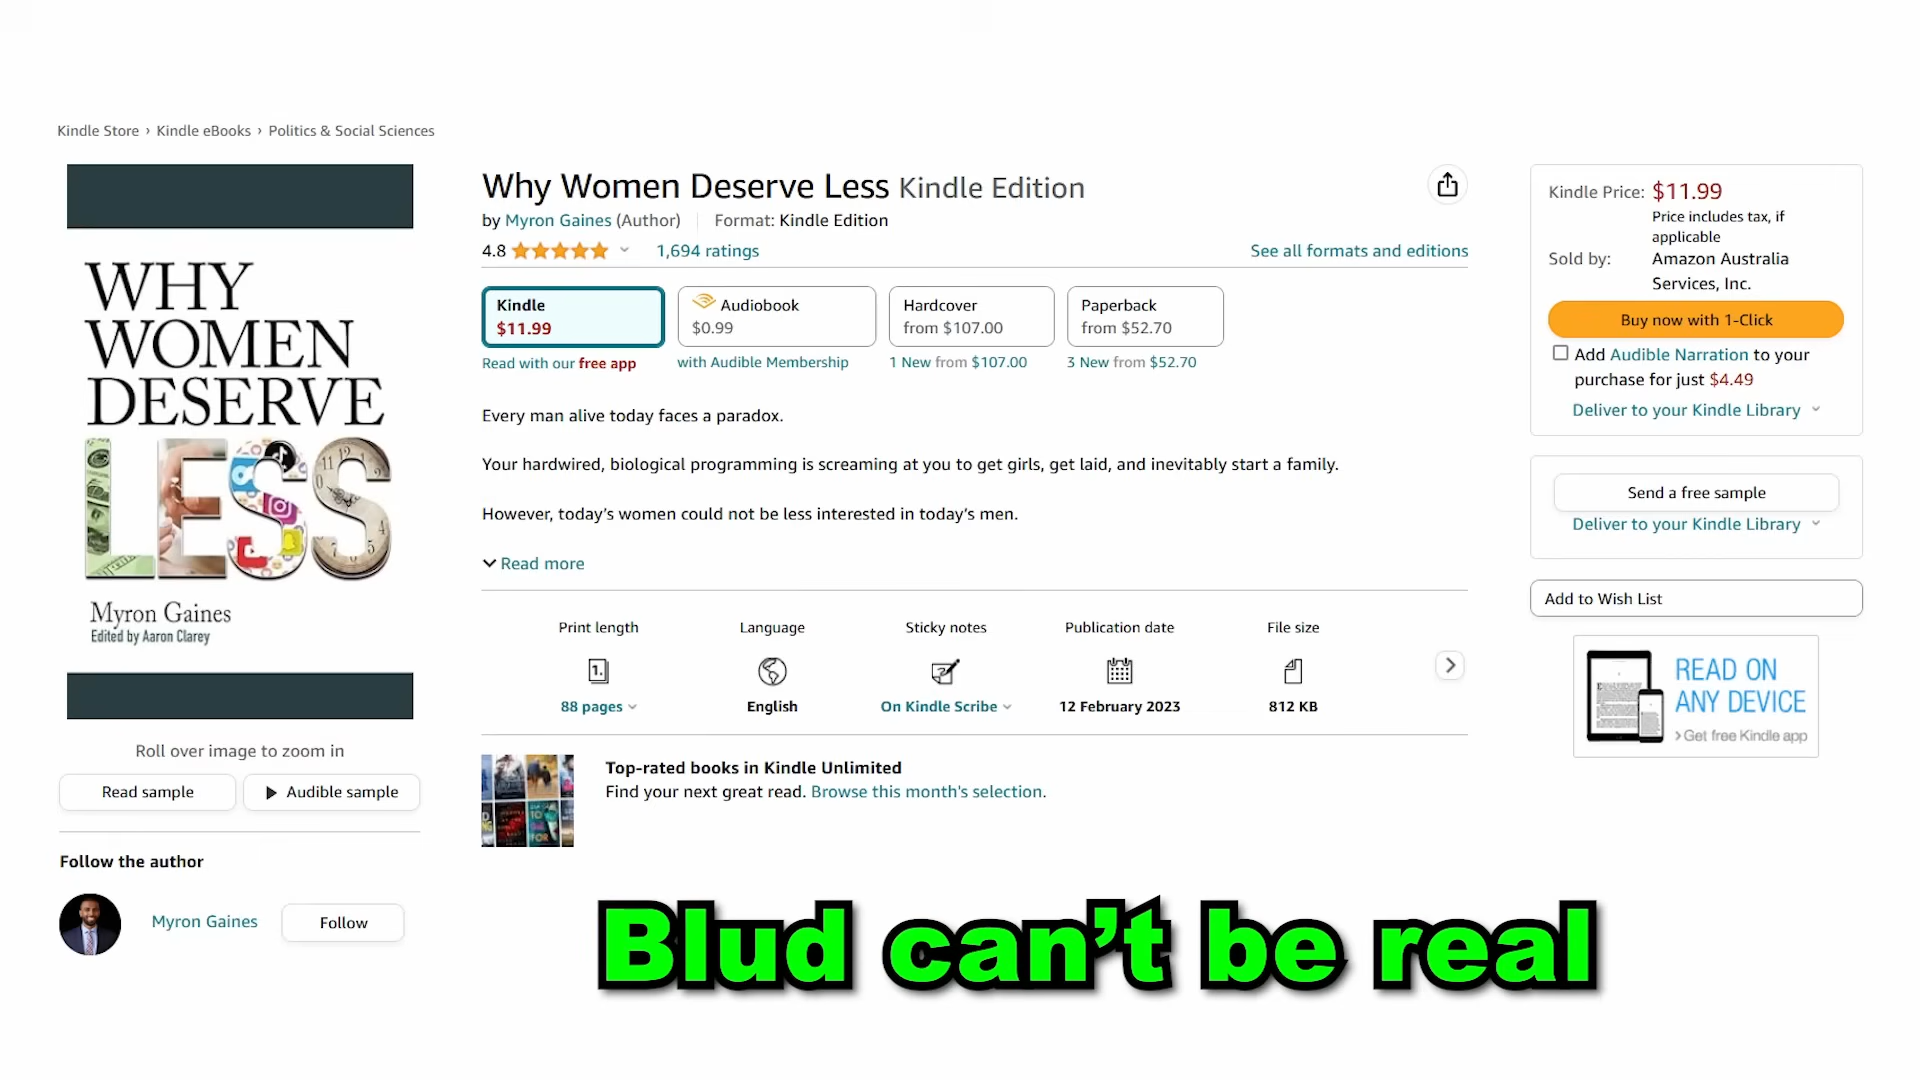 Kindle Store › Kindle eBooks › Politics & Social Sciences
WHY
WOMEN
DESERVE
LESS
Myron Gaines
Edited by Aaron Clarey
Roll over image to zoom in
Read sample
Audible sample
Follow the author
Myron Gaines
Follow
Why Women Deserve Less Kindle Edition
by Myron Gaines (Author) Format: Kindle Edition
4.8 1,694 ratings
See all formats and editions
Kindle
$11.99
Read with our free app
Audiobook
$0.99
with Audible Membership
Hardcover
from $107.00
1 New from $107.00
Paperback
from $52.70
3 New from $52.70
Every man alive today faces a paradox.
Your hardwired, biological programming is screaming at you to get girls, get laid, and inevitably start a family.
However, today’s women could not be less interested in today’s men.
Read more
Print length
88 pages
Language
English
Sticky notes
On Kindle Scribe
Publication date
12 February 2023
File size
812 KB
Top-rated books in Kindle Unlimited
Find your next great read. Browse this month's selection.
Kindle Price: $11.99
Price includes tax, if
applicable
Sold by: Amazon Australia
Services, Inc.
Buy now with 1-Click
Add Audible Narration to your
purchase for just $4.49
Deliver to your Kindle Library
Send a free sample
Deliver to your Kindle Library
Add to Wish List
READ ON
ANY DEVICE
› Get free Kindle app
Blud can’t be real